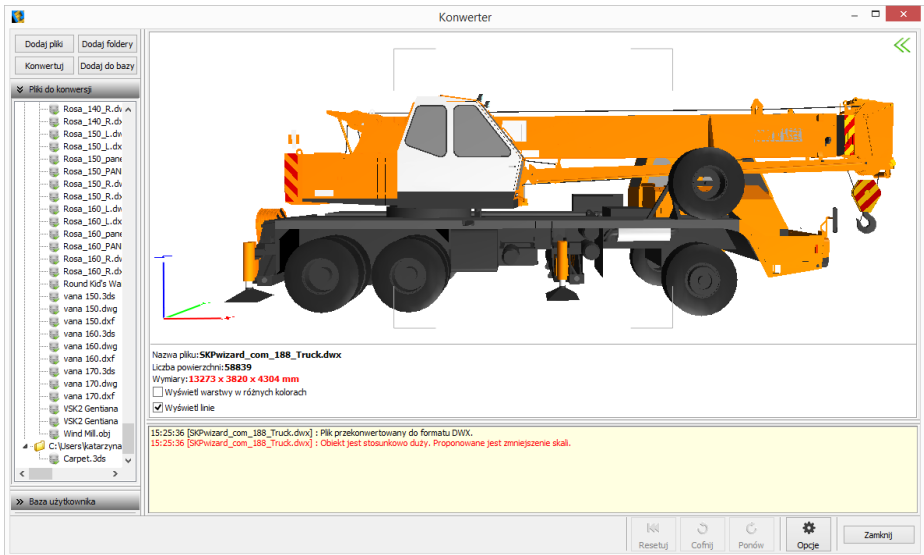 Konwerter
Dodaj pliki
Dodaj foldery
Konwertuj
Dodaj do bazy
Pliki do konwersji
Rosa_140_R.dv
Rosa_140_R.dx
Rosa_150_L.dw
Rosa_150_L.dx
Rosa_150_pane
Rosa_150_PAN
Rosa_150_R.dv
Rosa_150_R.dx
Rosa_160_L.dw
Rosa_160_L.dx
Rosa_160_pane
Rosa_160_PAN
Rosa_160_R.dv
Rosa_160_R.dx
Round Kid's Wa
vana 150.3ds
vana 150.dwg
vana 150.dxf
vana 160.3ds
vana 160.dwg
vana 160.dxf
vana 170.3ds
vana 170.dwg
vana 170.dxf
VSK2 Gentiana
VSK2 Gentiana
Wind Mill.obj
C:\Users\katarzyna
Carpet.3ds
Baza użytkownika
Nazwa pliku:SKPwizard_com_188_Truck.dwx
Liczba powierzchni:58839
Wymiary:13273 x 3820 x 4304 mm
Wyświetl warstwy w różnych kolorach
Wyświetl linie
15:25:36 [SKPwizard_com_188_Truck.dwx] : Plik przekonwertowany do formatu DWX.
15:25:36 [SKPwizard_com_188_Truck.dwx] : Obiekt jest stosunkowo duży. Proponowane jest zmniejszenie skali.
Resetuj
Cofnij
Ponów
Opcje
Zamknij